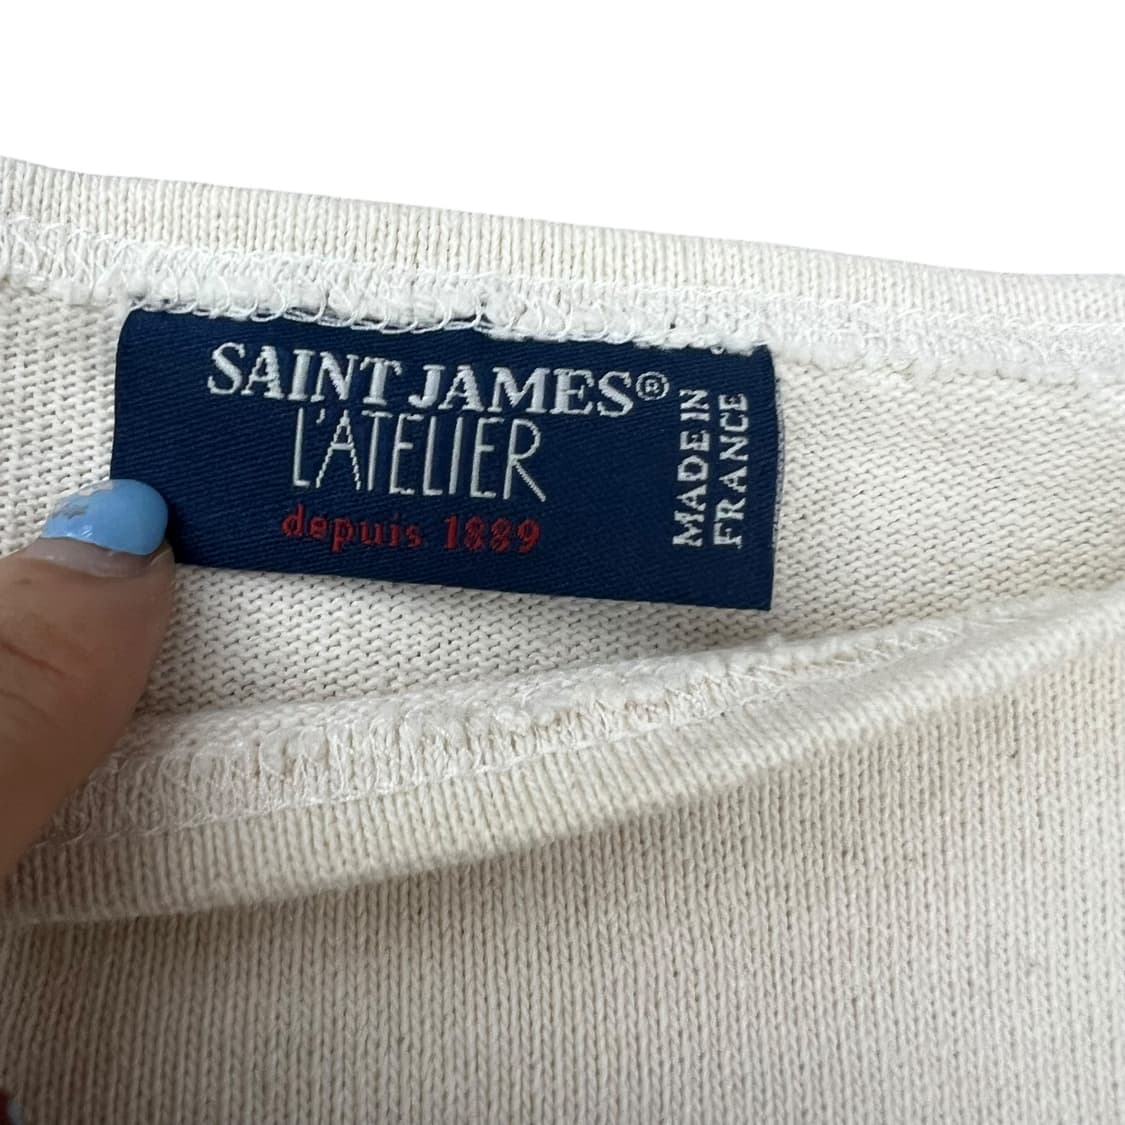 SAINT JAMES®
L'ATELIER
depuis 1889
MADE IN
FRANCE